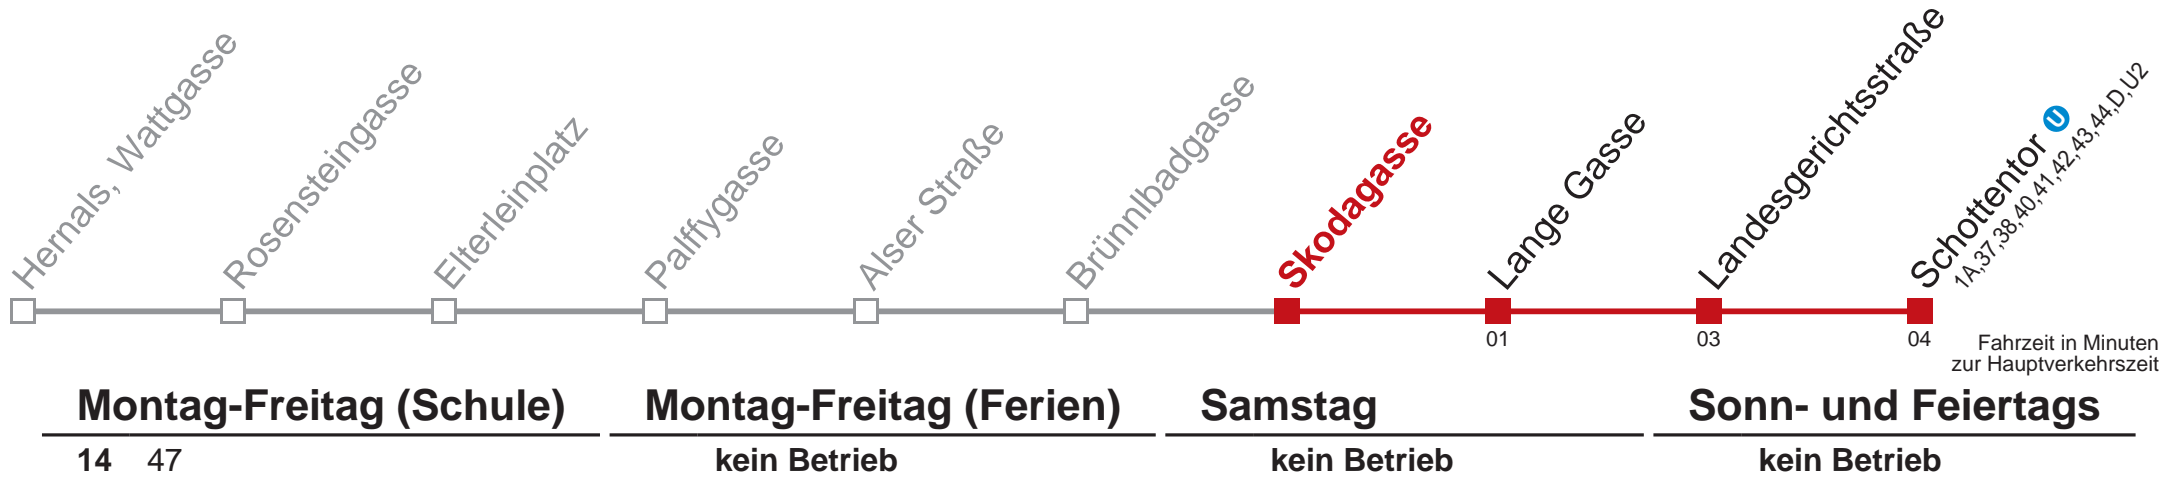 Hernals, Wattgasse
Rosensteingasse
Elterleinplatz
Palffygasse
Alser Straße
Brünnlbadgasse
Skodagasse
Lange Gasse
Landesgerichtsstraße
Schottentor U
1A,37,38,40,41,42,43,44,D,U2
01 03 04
Fahrzeit in Minuten
zur Hauptverkehrszeit
Montag-Freitag (Schule) Montag-Freitag (Ferien) Samstag Sonn- und Feiertags
14 47 kein Betrieb kein Betrieb kein Betrieb